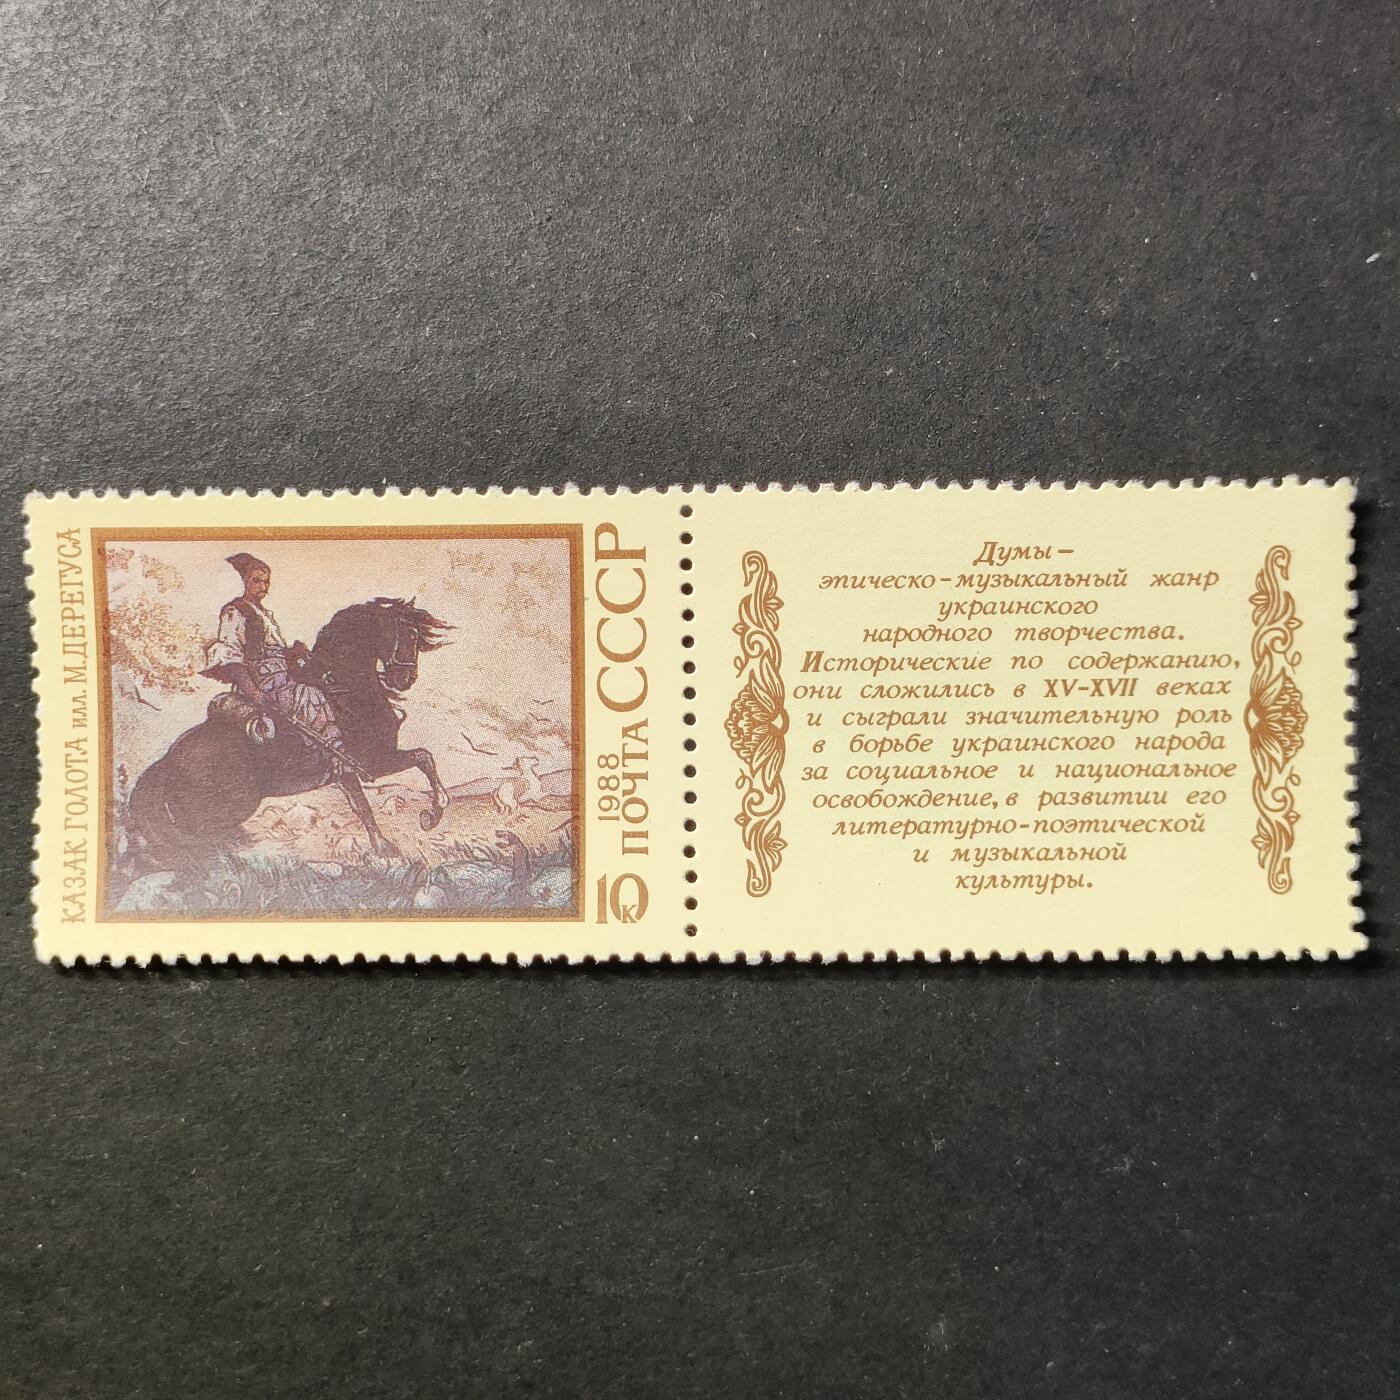 КАЗАК ГОЛОТА ИЛЛ. М. ДЕРЕГУСА
1988
ПОЧТА СССР
10 К
Думы –
эпическо-музыкальный жанр
украинского
народного творчества.
Исторические по содержанию,
они сложились в XV–XVII веках
и сыграли значительную роль
в борьбе украинского народа
за социальное и национальное
освобождение, в развитии его
литературно-поэтической
и музыкальной
культуры.